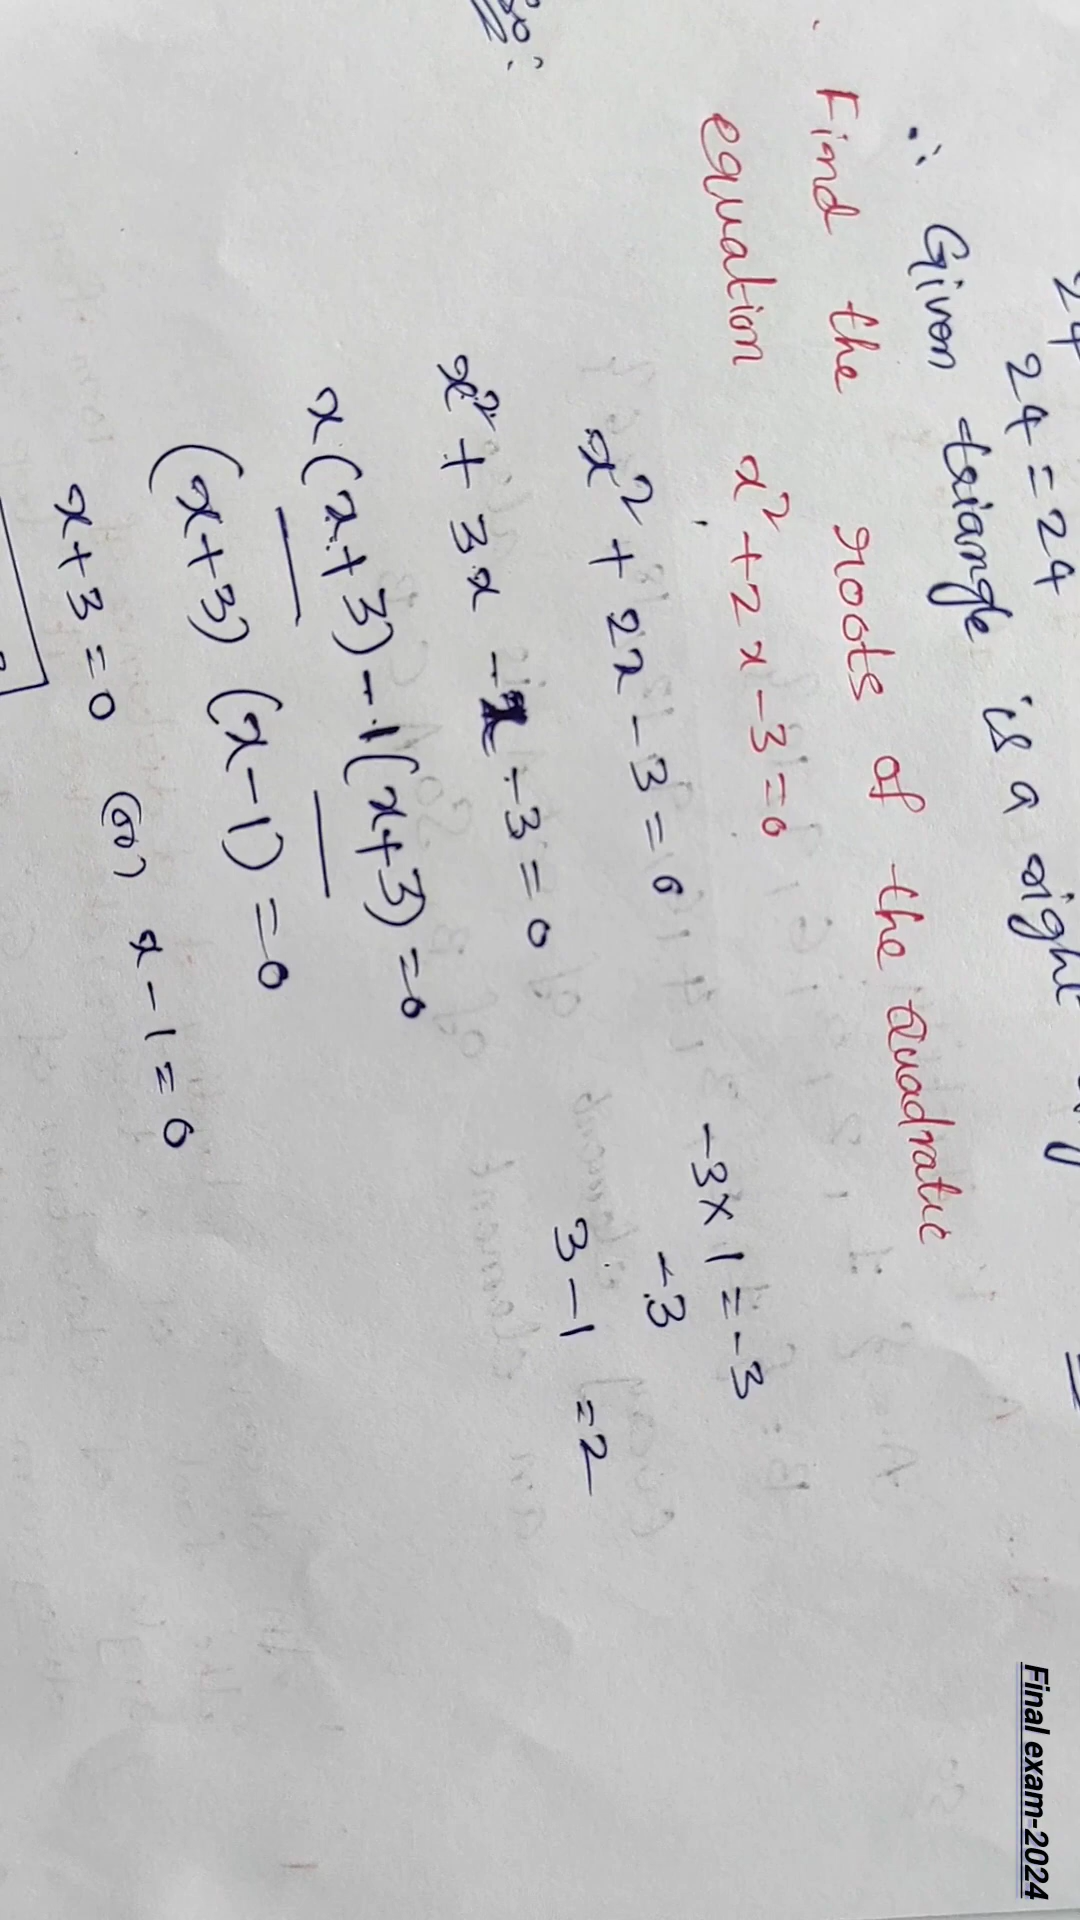 24 = 24
∴ Given triangle is a right
Find the roots of the quadratic
equation x² + 2x - 3 = 0
-3 × 1 = -3
x² + 2x - 3 = 0
-3
3 - 1 = 2
So:
x² + 3x - x - 3 = 0
x(x+3) - 1(x+3) = 0
(x+3) (x-1) = 0
x+3 = 0 (or) x - 1 = 0
Final exam-2024